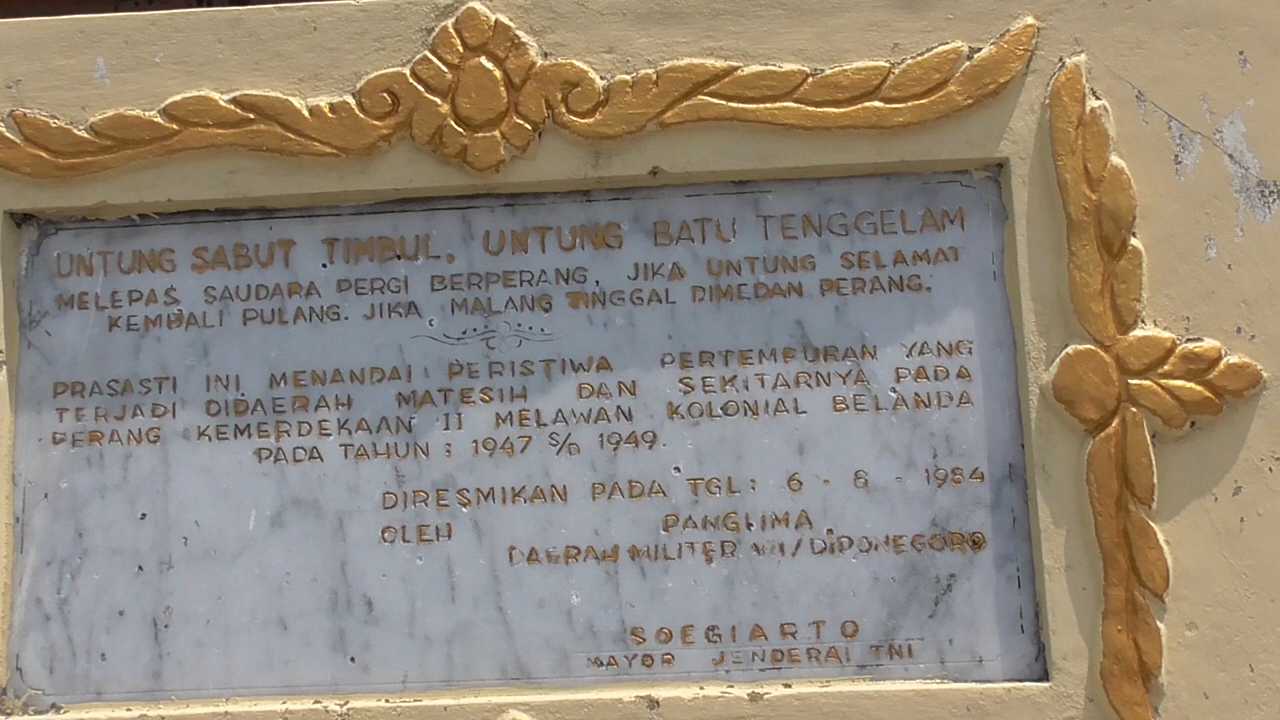 UNTUNG SABUT TIMBUL. UNTUNG BATU TENGGELAM
MELEPAS SAUDARA PERGI BERPERANG, JIKA UNTUNG SELAMAT
KEMBALI PULANG. JIKA MALANG TINGGAL DIMEDAN PERANG.
PRASASTI INI MENANDAI PERISTIWA PERTEMPURAN YANG
TERJADI DIDAERAH MATESIH DAN SEKITARNYA PADA
PERANG KEMERDEKAAN II MELAWAN KOLONIAL BELANDA
PADA TAHUN : 1947 S/D 1949.
DIRESMIKAN PADA TGL : 6 - 8 - 1984
OLEH PANGLIMA
DAERAH MILITER /DIPONEGORO
SOEGIARTO
MAYOR JENDERAL TNI